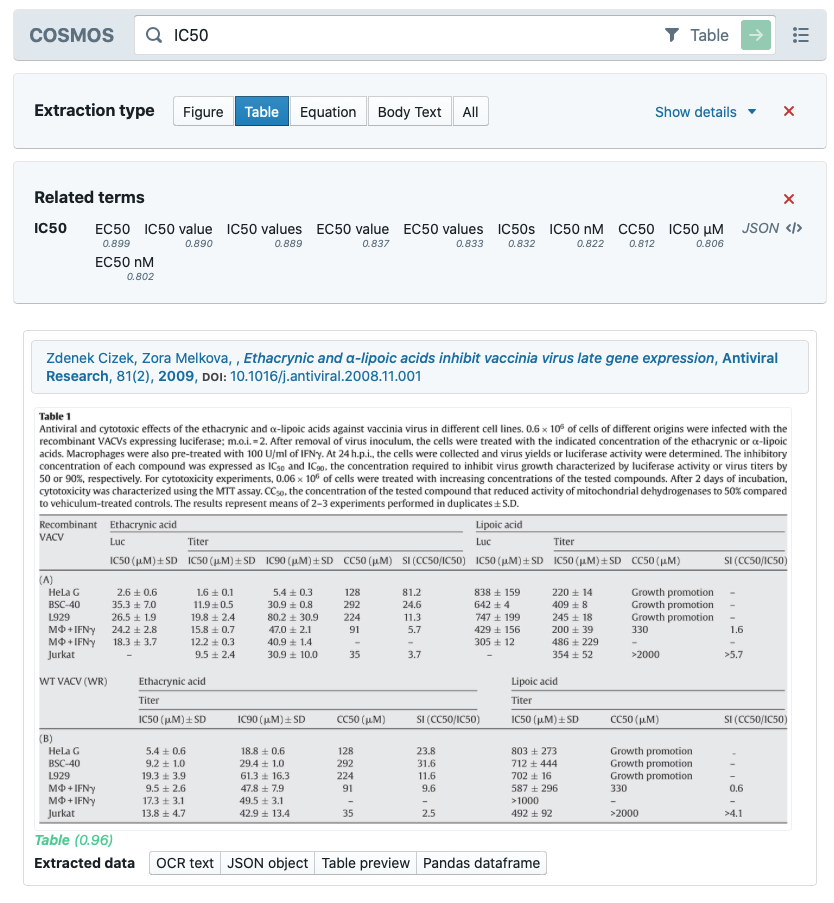 COSMOS
IC50
Table
Extraction type
Figure Table Equation Body Text All
Show details
Related terms
IC50 EC50 IC50 value IC50 values EC50 value EC50 values IC50s IC50 nM CC50 IC50 µM JSON </>
0.899 0.890 0.889 0.837 0.833 0.832 0.822 0.812 0.806
EC50 nM
0.802
Zdenek Cizek, Zora Melkova, , Ethacrynic and α-lipoic acids inhibit vaccinia virus late gene expression, Antiviral
Research, 81(2), 2009, DOI: 10.1016/j.antiviral.2008.11.001
Table 1
Antiviral and cytotoxic effects of the ethacrynic and α-lipoic acids against vaccinia virus in different cell lines. 0.6 × 10⁶ of cells of different origins were infected with the
recombinant VACVs expressing luciferase; m.o.i. = 2. After removal of virus inoculum, the cells were treated with the indicated concentration of the ethacrynic or α-lipoic
acids. Macrophages were also pre-treated with 100 U/ml of IFNγ. At 24 h.p.i., the cells were collected and virus yields or luciferase activity were determined. The inhibitory
concentration of each compound was expressed as IC₅₀ and IC₉₀, the concentration required to inhibit virus growth characterized by luciferase activity or virus titers by
50 or 90%, respectively. For cytotoxicity experiments, 0.06 × 10⁶ of cells were treated with increasing concentrations of the tested compounds. After 2 days of incubation,
cytotoxicity was characterized using the MTT assay. CC₅₀, the concentration of the tested compound that reduced activity of mitochondrial dehydrogenases to 50% compared
to vehiculum-treated controls. The results represent means of 2–3 experiments performed in duplicates ± S.D.
Recombinant Ethacrynic acid Lipoic acid
VACV Luc Titer Luc Titer
IC50 (μM) ± SD IC50 (μM) ± SD IC90 (μM) ± SD CC50 (μM) SI (CC50/IC50) IC50 (μM) ± SD IC50 (μM) ± SD CC50 (μM) SI (CC50/IC50)
(A)
HeLa G 2.6 ± 0.6 1.6 ± 0.1 5.4 ± 0.3 128 81.2 838 ± 159 220 ± 14 Growth promotion –
BSC-40 35.3 ± 7.0 11.9 ± 0.5 30.9 ± 0.8 292 24.6 642 ± 4 409 ± 8 Growth promotion –
L929 26.5 ± 1.9 19.8 ± 2.4 80.2 ± 30.9 224 11.3 747 ± 199 245 ± 18 Growth promotion –
MΦ + IFNγ 24.2 ± 2.8 15.8 ± 0.7 47.0 ± 2.1 91 5.7 429 ± 156 200 ± 39 330 1.6
MΦ + IFNγ 18.3 ± 3.7 12.2 ± 0.3 40.9 ± 1.4 – – 305 ± 12 486 ± 229 – –
Jurkat – 9.5 ± 2.4 30.9 ± 10.0 35 3.7 – 354 ± 52 >2000 >5.7
WT VACV (WR) Ethacrynic acid Lipoic acid
Titer Titer
IC50 (μM) ± SD IC90 (μM) ± SD CC50 (μM) SI (CC50/IC50) IC50 (μM) ± SD CC50 (μM) SI (CC50/IC50)
(B)
HeLa G 5.4 ± 0.6 18.8 ± 0.6 128 23.8 803 ± 273 Growth promotion -
BSC-40 9.2 ± 1.0 29.4 ± 1.0 292 31.6 712 ± 444 Growth promotion –
L929 19.3 ± 3.9 61.3 ± 16.3 224 11.6 702 ± 16 Growth promotion –
MΦ + IFNγ 9.5 ± 2.6 47.8 ± 7.9 91 9.6 587 ± 296 330 0.6
MΦ + IFNγ 17.3 ± 3.1 49.5 ± 3.1 – – >1000 – –
Jurkat 13.8 ± 4.7 42.9 ± 13.4 35 2.5 492 ± 92 >2000 >4.1
Table (0.96)
Extracted data OCR text JSON object Table preview Pandas dataframe